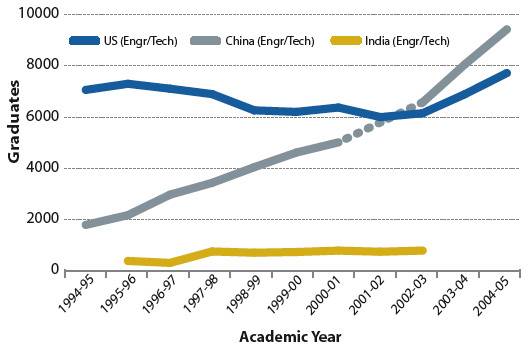 10000
US (Engr/Tech) China (Engr/Tech) India (Engr/Tech)
8000
6000
4000
2000
0
Graduates
1994-95 1995-96 1996-97 1997-98 1998-99 1999-00 2000-01 2001-02 2002-03 2003-04 2004-05
Academic Year